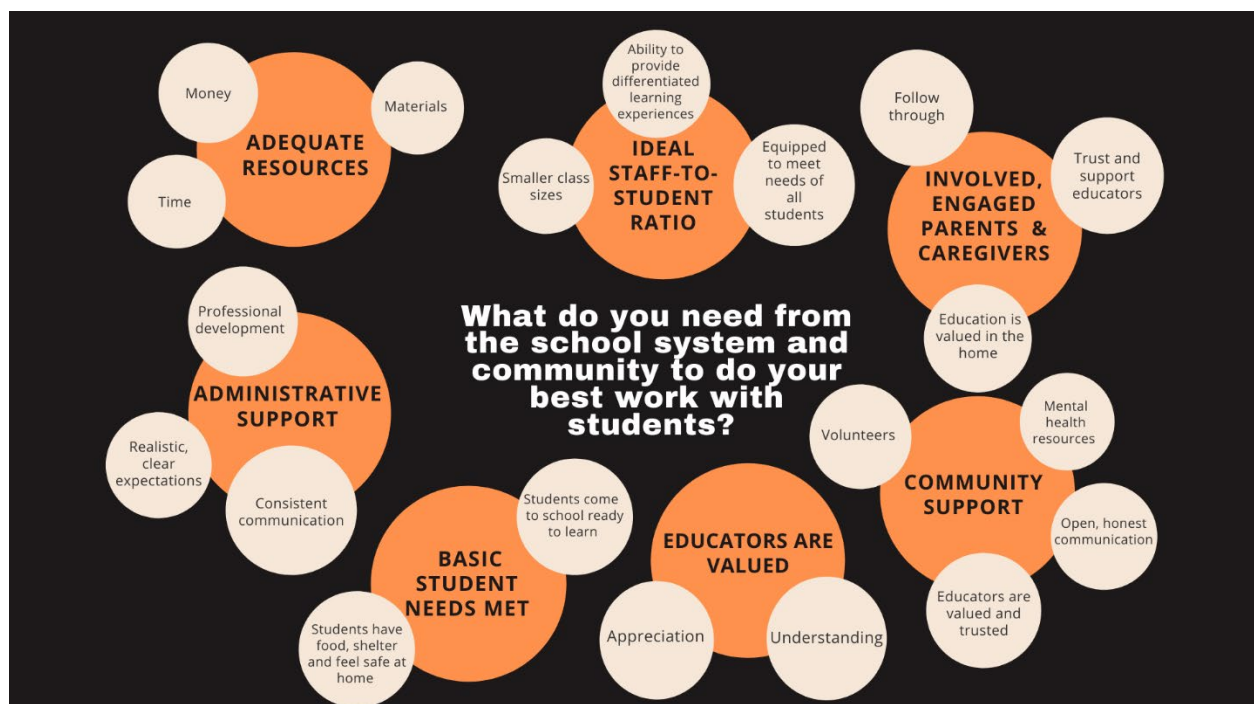 Money
Materials
Time
ADEQUATE
RESOURCES
Ability to
provide
differentiated
learning
experiences
Smaller class
sizes
Equipped
to meet
needs of
all
students
IDEAL
STAFF-TO-
STUDENT
RATIO
Follow
through
Trust and
support
educators
INVOLVED,
ENGAGED
PARENTS &
CAREGIVERS
Education is
valued in the
home
What do you need from
the school system and
community to do your
best work with
students?
Professional
development
ADMINISTRATIVE
SUPPORT
Realistic,
clear
expectations
Consistent
communication
Students come
to school ready
to learn
BASIC
STUDENT
NEEDS MET
Students have
food, shelter
and feel safe at
home
EDUCATORS ARE
VALUED
Appreciation
Understanding
Volunteers
Mental
health
resources
COMMUNITY
SUPPORT
Open, honest
communication
Educators are
valued and
trusted